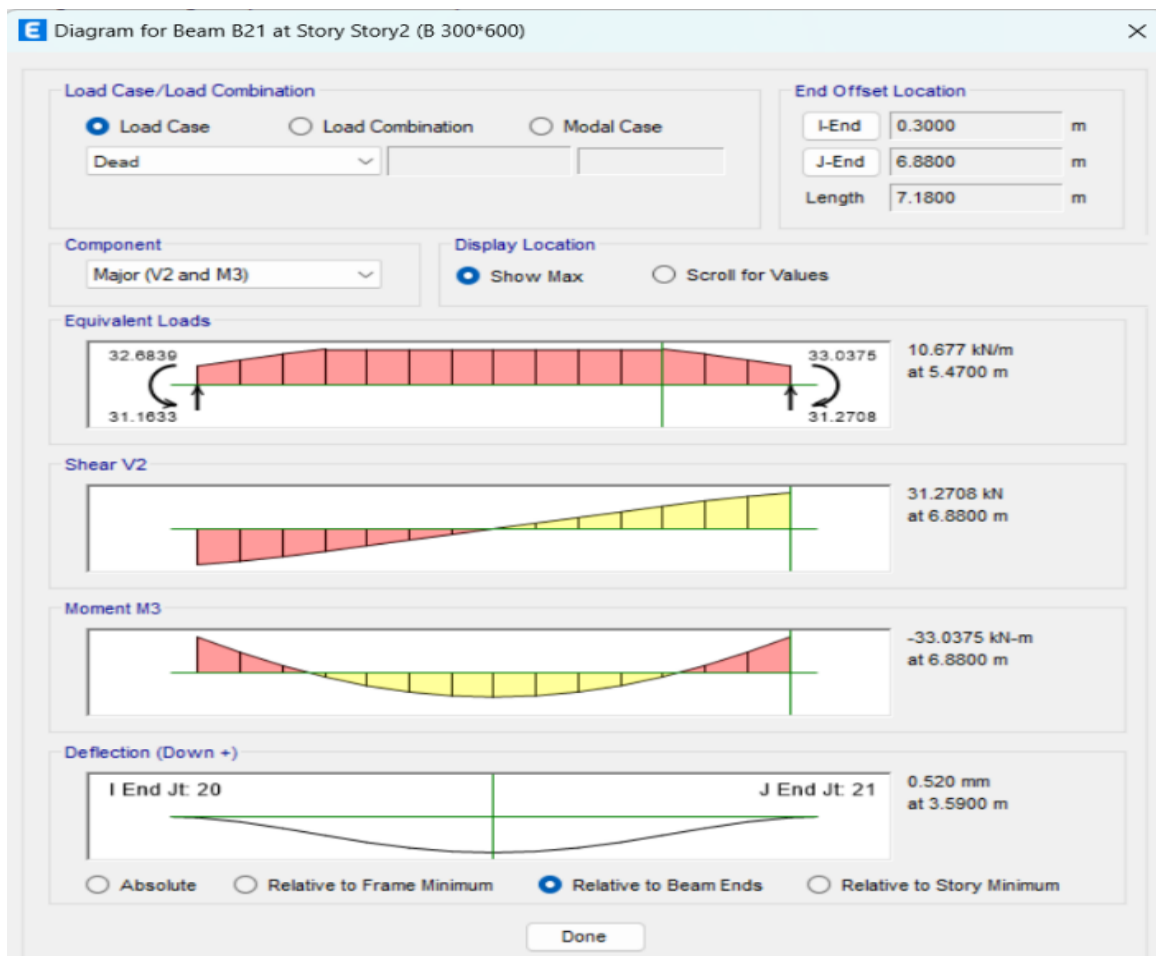 E Diagram for Beam B21 at Story Story2 (B 300*600)
Load Case/Load Combination
Load Case Load Combination Modal Case
Dead
End Offset Location
I-End 0.3000 m
J-End 6.8800 m
Length 7.1800 m
Component
Major (V2 and M3)
Display Location
Show Max Scroll for Values
Equivalent Loads
32.6839 33.0375
31.1633 31.2708
10.677 kN/m
at 5.4700 m
Shear V2
31.2708 kN
at 6.8800 m
Moment M3
-33.0375 kN-m
at 6.8800 m
Deflection (Down +)
I End Jt: 20 J End Jt: 21
0.520 mm
at 3.5900 m
Absolute Relative to Frame Minimum Relative to Beam Ends Relative to Story Minimum
Done